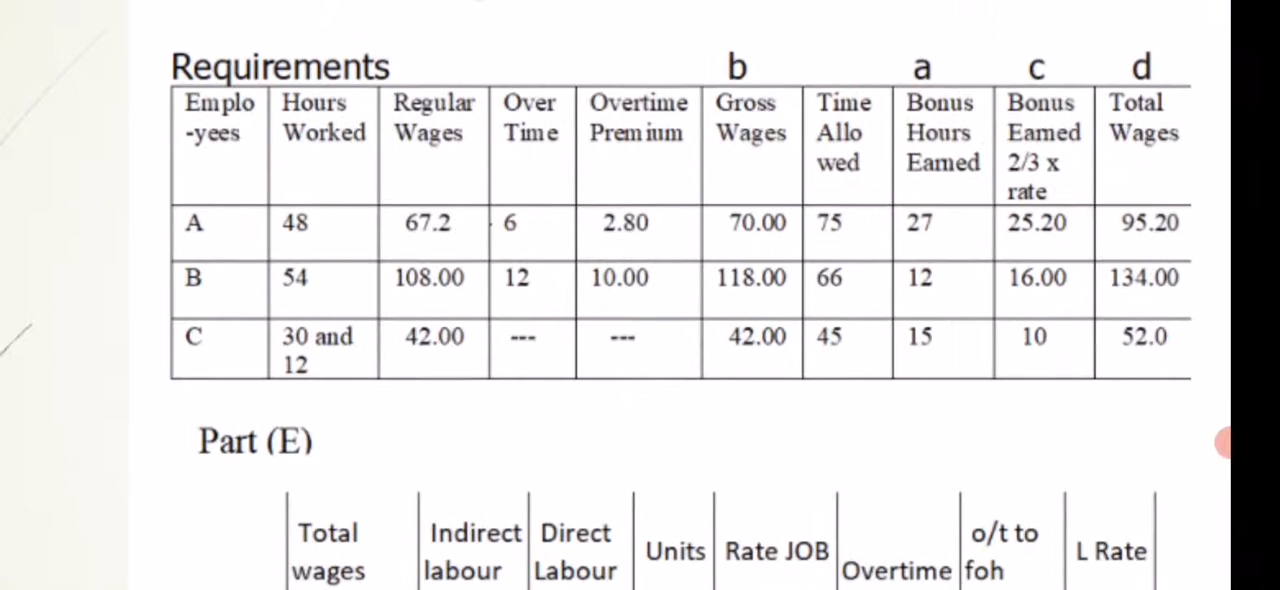 Requirements b a c d
Emplo Hours Regular Over Overtime Gross Time Bonus Bonus Total
-yees Worked Wages Time Premium Wages Allo Hours Earned Wages
wed Earned 2/3 x
rate
A 48 67.2 6 2.80 70.00 75 27 25.20 95.20
B 54 108.00 12 10.00 118.00 66 12 16.00 134.00
C 30 and 42.00 --- --- 42.00 45 15 10 52.0
12
Part (E)
Total Indirect Direct Units Rate JOB o/t to L Rate
wages labour Labour Overtime foh